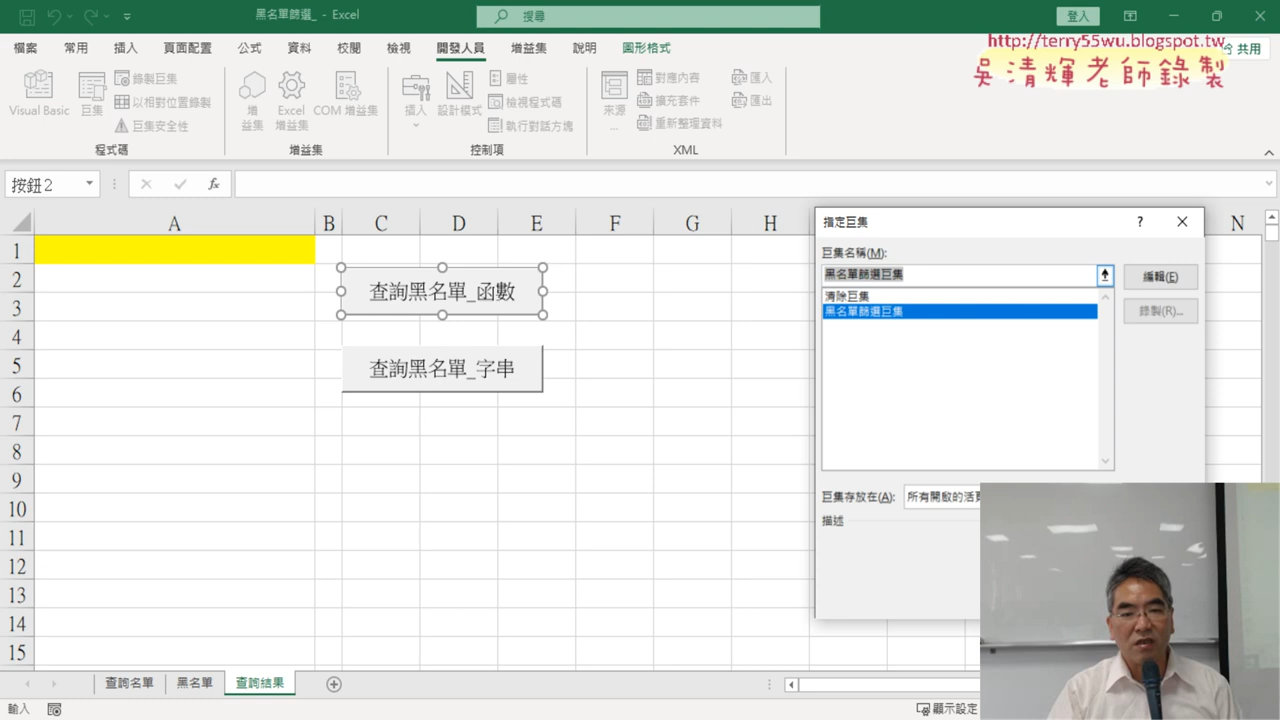 黑名單篩選_ - Excel
搜尋
登入
檔案 常用 插入 頁面配置 公式 資料 校閱 檢視 開發人員 增益集 說明 圖形格式
共用
http://terry55wu.blogspot.tw
吳清輝老師錄製
Visual Basic
巨集
錄製巨集
以相對位置錄製
巨集安全性
程式碼
增益集
Excel 增益集
COM 增益集
增益集
插入
設計模式
屬性
檢視程式碼
執行對話方塊
控制項
來源
...
對應內容
擴充套件
重新整理資料
匯入
匯出
XML
按鈕 2
fx
A B C D E F G H N
1
2
3
4
5
6
7
8
9
10
11
12
13
14
15
查詢黑名單_函數
查詢黑名單_字串
指定巨集
?
巨集名稱(M):
黑名單篩選巨集
清除巨集
黑名單篩選巨集
編輯(E)
錄製(R)...
巨集存放在(A):
所有開啟的活
描述
查詢名單 黑名單 查詢結果
輸入
顯示設定